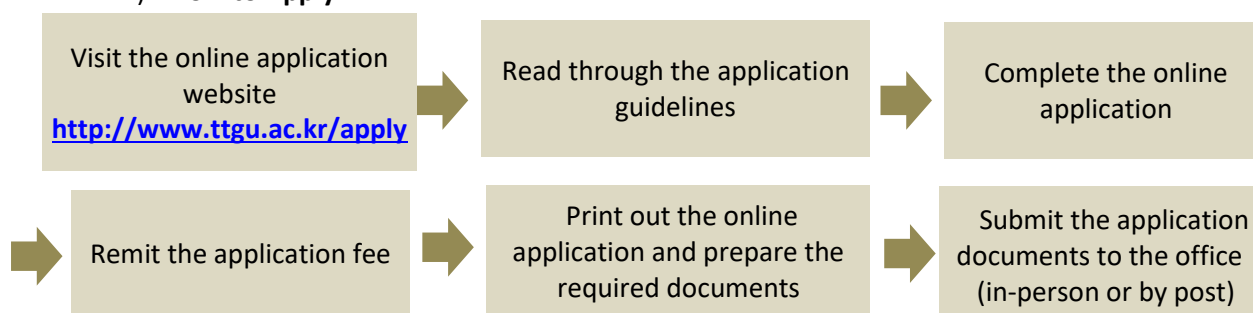 Visit the online application
website
http://www.ttgu.ac.kr/apply
Read through the application
guidelines
Complete the online
application
Remit the application fee
Print out the online
application and prepare the
required documents
Submit the application
documents to the office
(in-person or by post)